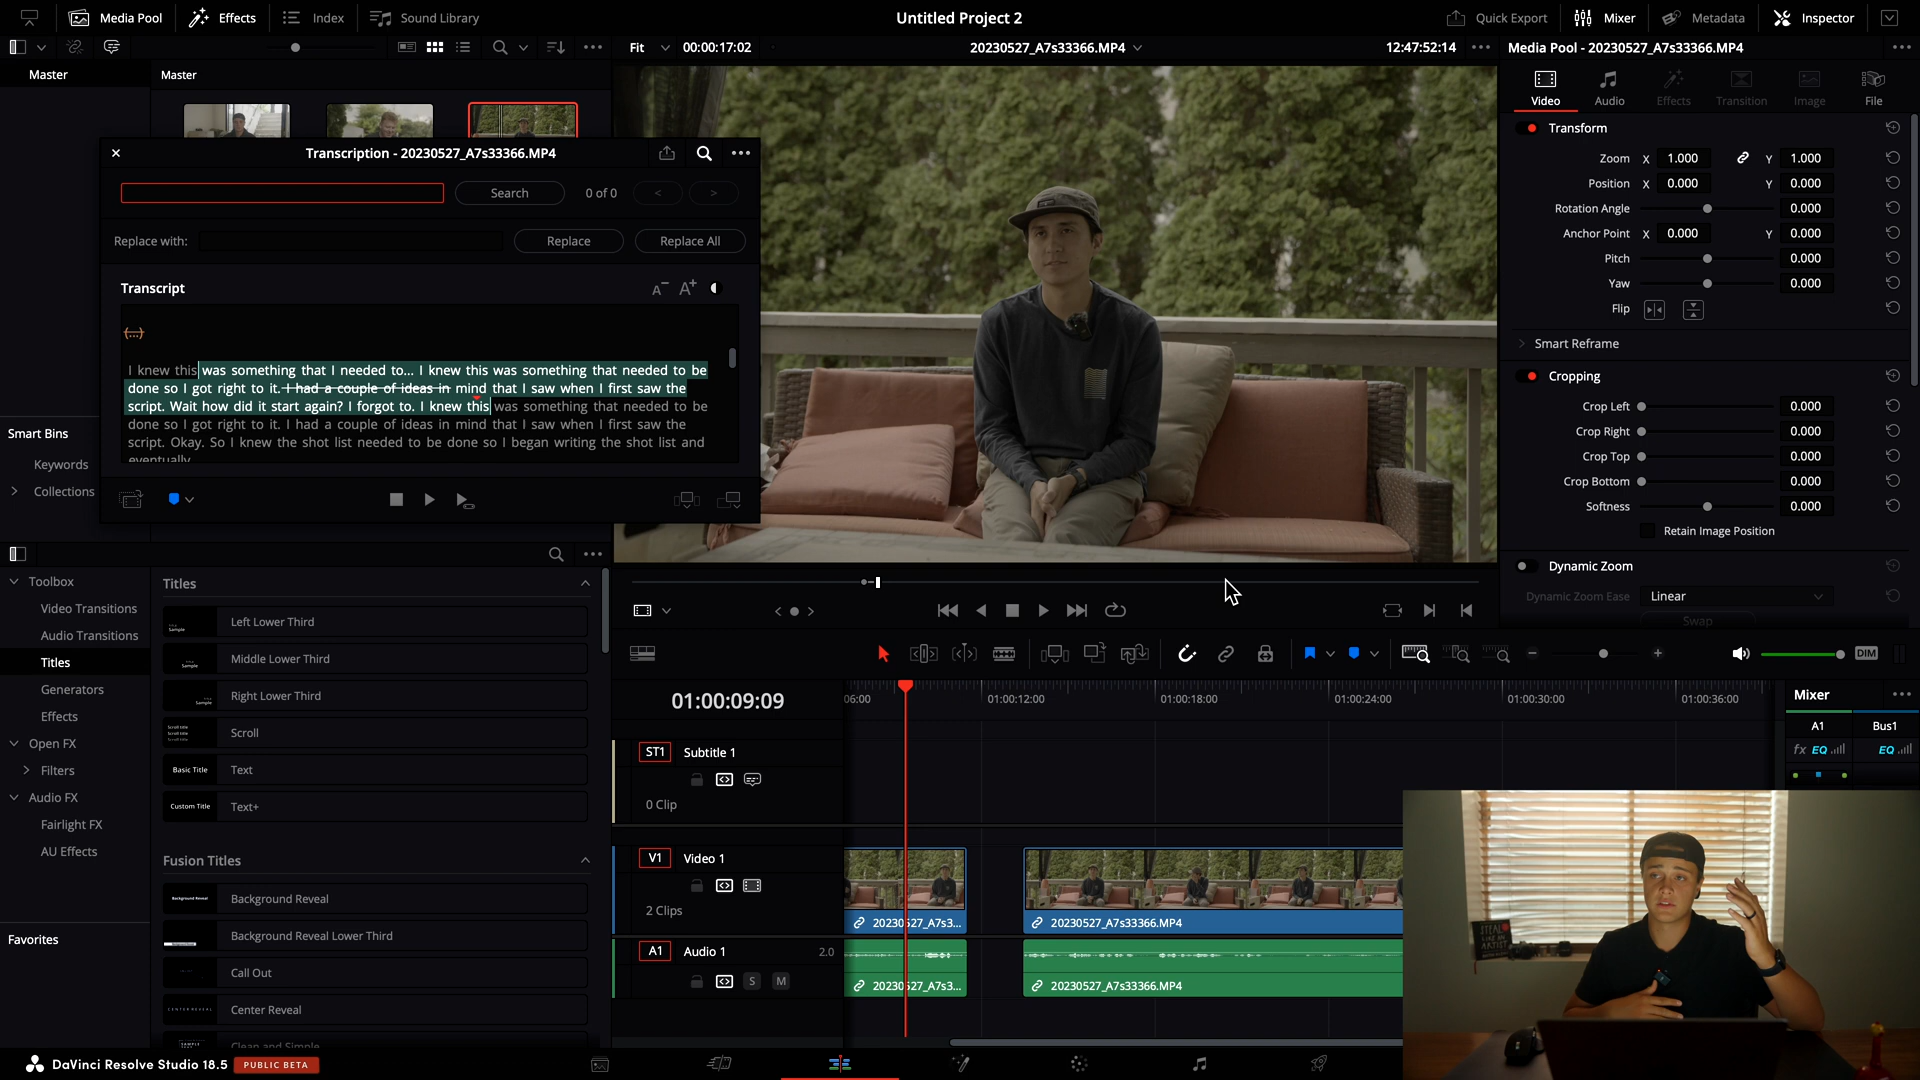 Media Pool
Effects
Index
Sound Library
Untitled Project 2
Quick Export
Mixer
Metadata
Inspector
Fit
00:00:17:02
20230527_A7s33366.MP4
12:47:52:14
Media Pool - 20230527_A7s33366.MP4
Master
Master
Video
Audio
Effects
Transition
Image
File
Transcription - 20230527_A7s33366.MP4
Search
0 of 0
<
>
Replace with:
Replace
Replace All
Transcript
A-
A+
I knew this was something that I needed to... I knew this was something that needed to be
done so I got right to it. I had a couple of ideas in mind that I saw when I first saw the
script. Wait how did it start again? I forgot to. I knew this was something that needed to be
done so I got right to it. I had a couple of ideas in mind that I saw when I first saw the
script. Okay. So I knew the shot list needed to be done so I began writing the shot list and
eventually
Transform
Zoom X 1.000 Y 1.000
Position X 0.000 Y 0.000
Rotation Angle 0.000
Anchor Point X 0.000 Y 0.000
Pitch 0.000
Yaw 0.000
Flip
Smart Reframe
Cropping
Crop Left 0.000
Crop Right 0.000
Crop Top 0.000
Crop Bottom 0.000
Softness 0.000
Retain Image Position
Dynamic Zoom
Dynamic Zoom Ease Linear
Swap
Smart Bins
Keywords
Collections
Toolbox
Video Transitions
Audio Transitions
Titles
Generators
Effects
Open FX
Filters
Audio FX
Fairlight FX
AU Effects
Favorites
Titles
Left Lower Third
Middle Lower Third
Right Lower Third
Scroll
Basic Title Text
Custom Title Text+
Fusion Titles
Background Reveal Background Reveal
Background Reveal Lower Third
Call Out
CENTER REVEAL Center Reveal
SAMPLE Clean and Simple
DIM
01:00:09:09
06:00
01:00:12:00
01:00:18:00
01:00:24:00
01:00:30:00
01:00:36:00
Mixer
A1
Bus1
fx EQ
EQ
ST1 Subtitle 1
0 Clip
V1 Video 1
2 Clips
20230527_A7s3...
20230527_A7s33366.MP4
A1 Audio 1 2.0
S M
20230527_A7s3...
20230527_A7s33366.MP4
STEAL
LIKE AN
ARTIST
DaVinci Resolve Studio 18.5
PUBLIC BETA